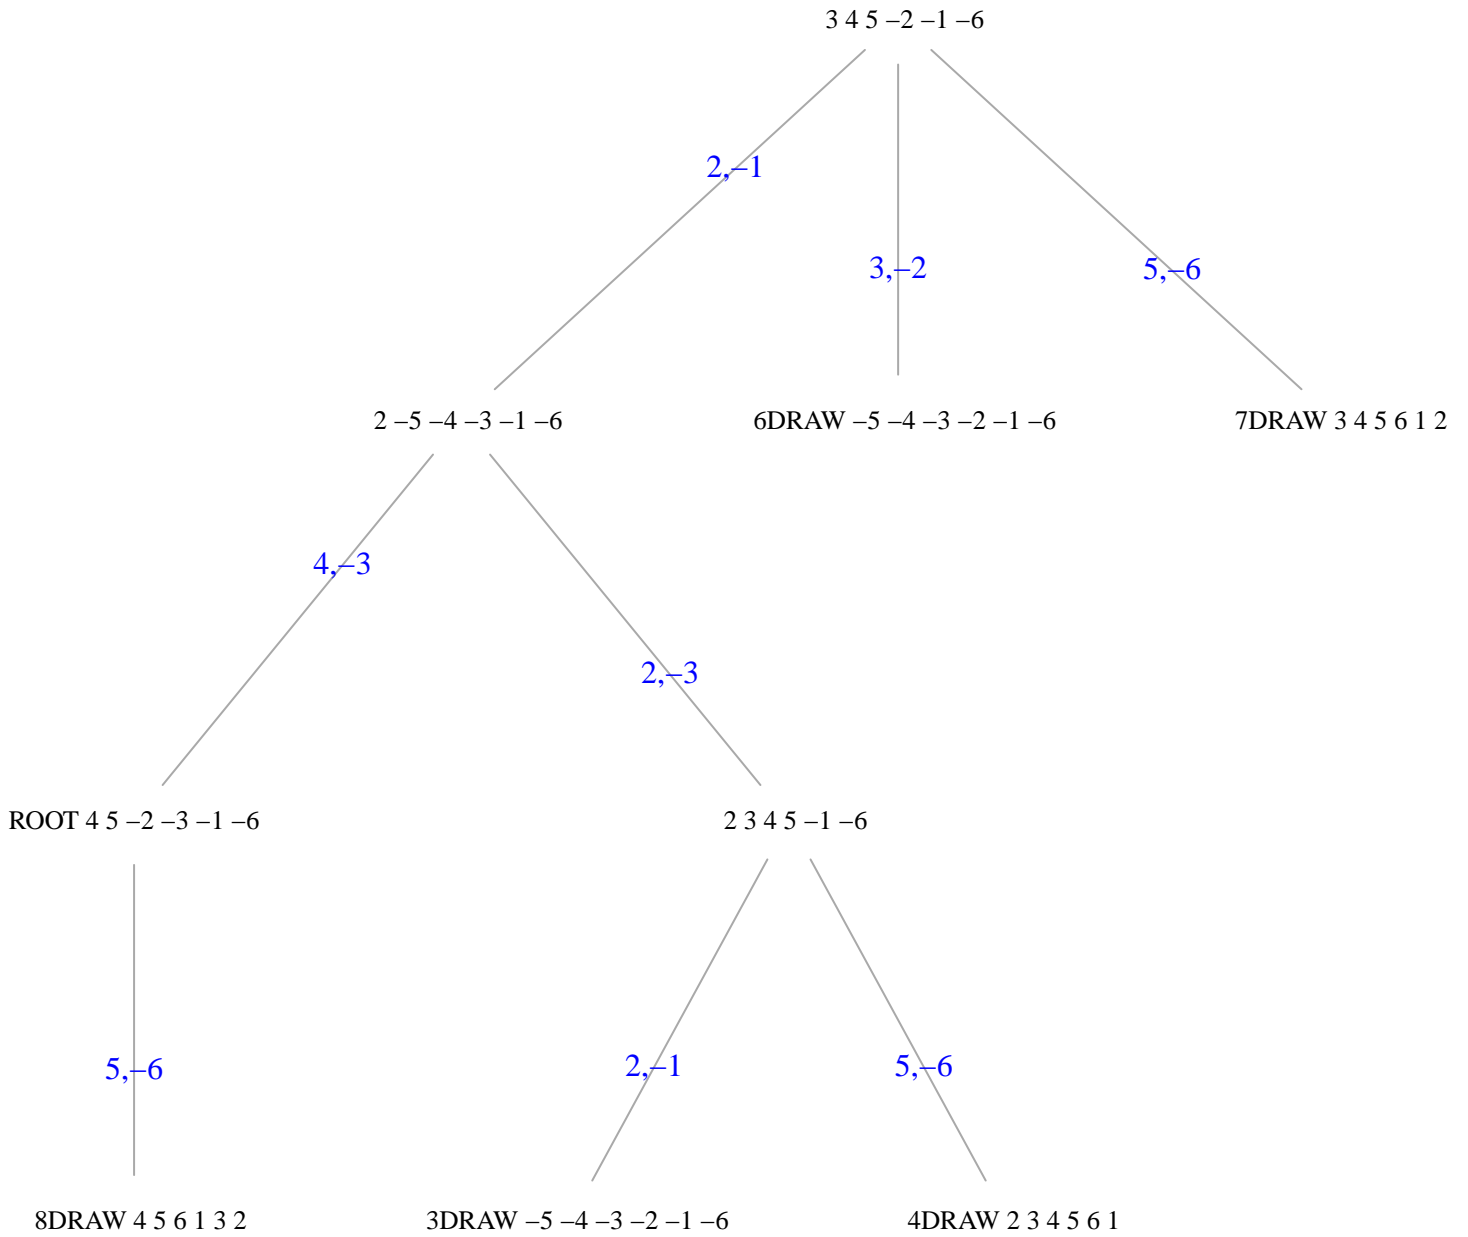 3 4 5 –2 –1 –6
2,–1
3,–2
5,–6
2 –5 –4 –3 –1 –6
6DRAW –5 –4 –3 –2 –1 –6
7DRAW 3 4 5 6 1 2
4,–3
2,–3
ROOT 4 5 –2 –3 –1 –6
2 3 4 5 –1 –6
5,–6
2,–1
5,–6
8DRAW 4 5 6 1 3 2
3DRAW –5 –4 –3 –2 –1 –6
4DRAW 2 3 4 5 6 1